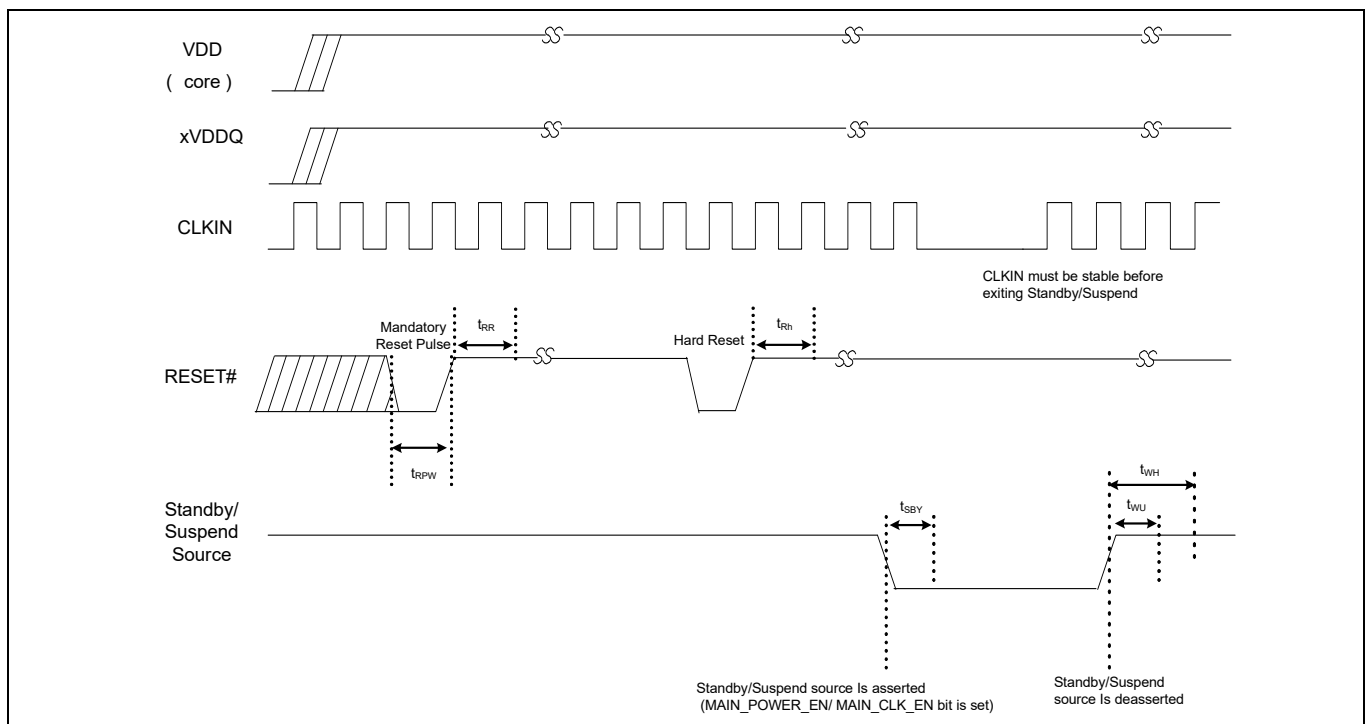 VDD
( core )
xVDDQ
CLKIN
CLKIN must be stable before
exiting Standby/Suspend
Mandatory
Reset Pulse
tRR
Hard Reset
tRh
RESET#
tRPW
tWH
Standby/
Suspend
Source
tSBY
tWU
Standby/Suspend source Is asserted
(MAIN_POWER_EN/ MAIN_CLK_EN bit is set)
Standby/Suspend
source Is deasserted